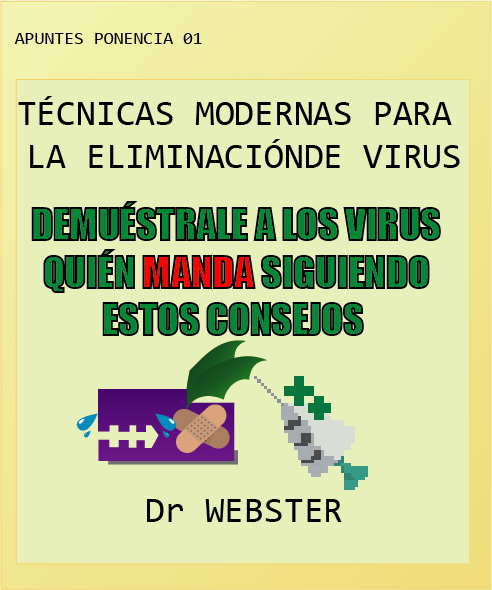 APUNTES PONENCIA 01
TÉCNICAS MODERNAS PARA
LA ELIMINACIÓNDE VIRUS
DEMUÉSTRALE A LOS VIRUS
QUIÉN MANDA SIGUIENDO
ESTOS CONSEJOS
Dr WEBSTER